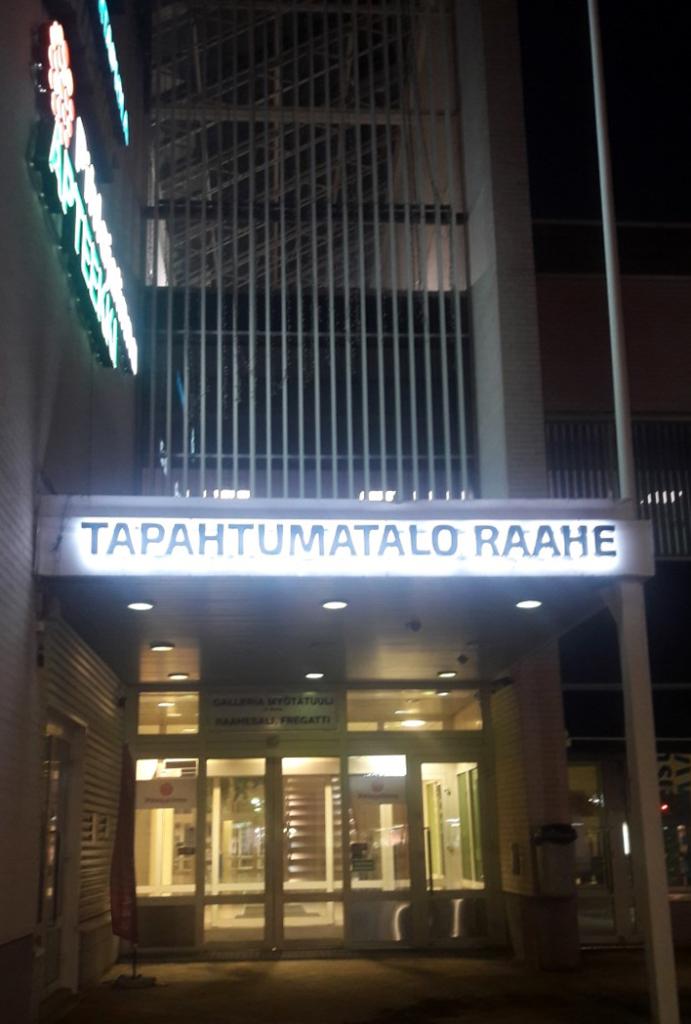 APTEEKKI
TAPAHTUMATALO RAAHE
GALLERIA MYÖTÄTUULI
RAAHESALI, FREGATTI